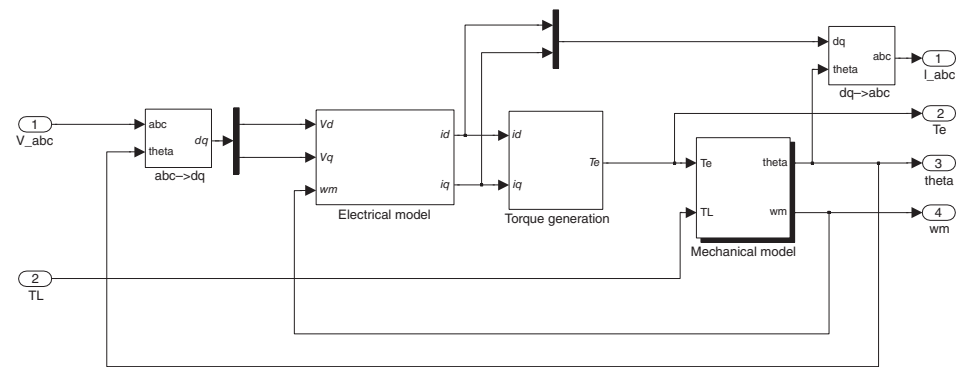 dq
theta
abc
dq–>abc
1
I_abc
1
V_abc
abc
theta
dq
abc–>dq
Vd
Vq
wm
id
iq
Electrical model
id
iq
Te
Torque generation
2
Te
Te
TL
theta
wm
Mechanical model
3
theta
4
wm
2
TL